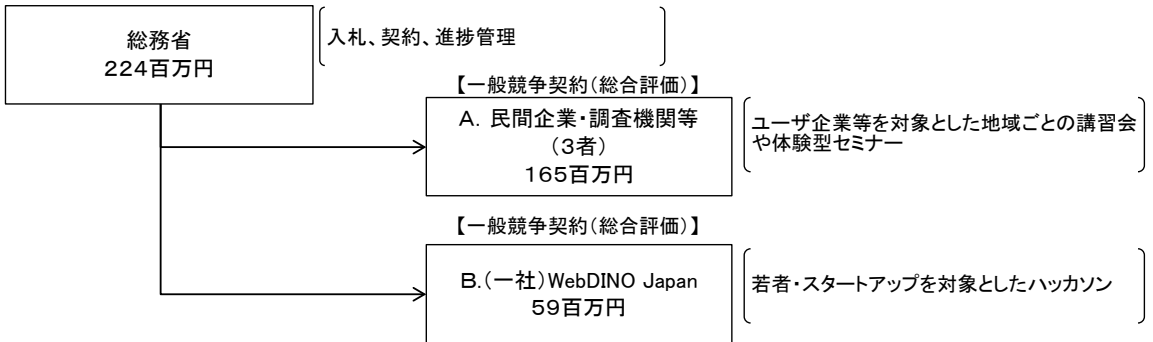 総務省
224百万円
入札、契約、進捗管理
【一般競争契約(総合評価)】
A. 民間企業・調査機関等
(3者)
165百万円
ユーザ企業等を対象とした地域ごとの講習会
や体験型セミナー
【一般競争契約(総合評価)】
B.(一社)WebDINO Japan
59百万円
若者・スタートアップを対象としたハッカソン